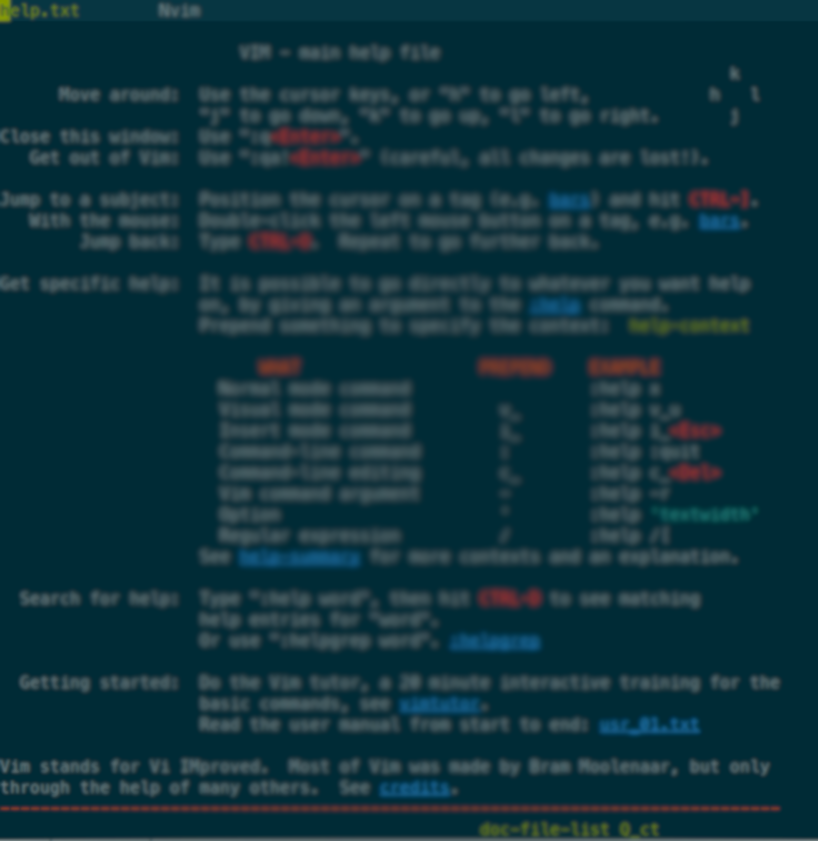 help.txt Nvim
VIM - main help file
k
Move around: Use the cursor keys, or "h" to go left, h l
"j" to go down, "k" to go up, "l" to go right. j
Close this window: Use ":q<Enter>".
Get out of Vim: Use ":qa!<Enter>" (careful, all changes are lost!).
Jump to a subject: Position the cursor on a tag (e.g. bars) and hit CTRL-].
With the mouse: Double-click the left mouse button on a tag, e.g. bars.
Jump back: Type CTRL-O. Repeat to go further back.
Get specific help: It is possible to go directly to whatever you want help
on, by giving an argument to the :help command.
Prepend something to specify the context: help-context
WHAT PREPEND EXAMPLE
Normal mode command :help x
Visual mode command v_ :help v_u
Insert mode command i_ :help i_<Esc>
Command-line command : :help :quit
Command-line editing c_ :help c_<Del>
Vim command argument - :help -r
Option ' :help 'textwidth'
Regular expression / :help /[
See help-summary for more contexts and an explanation.
Search for help: Type ":help word", then hit CTRL-D to see matching
help entries for "word".
Or use ":helpgrep word". :helpgrep
Getting started: Do the Vim tutor, a 20 minute interactive training for the
basic commands, see vimtutor.
Read the user manual from start to end: usr_01.txt
Vim stands for Vi IMproved. Most of Vim was made by Bram Moolenaar, but only
through the help of many others. See credits.
doc-file-list Q_ct